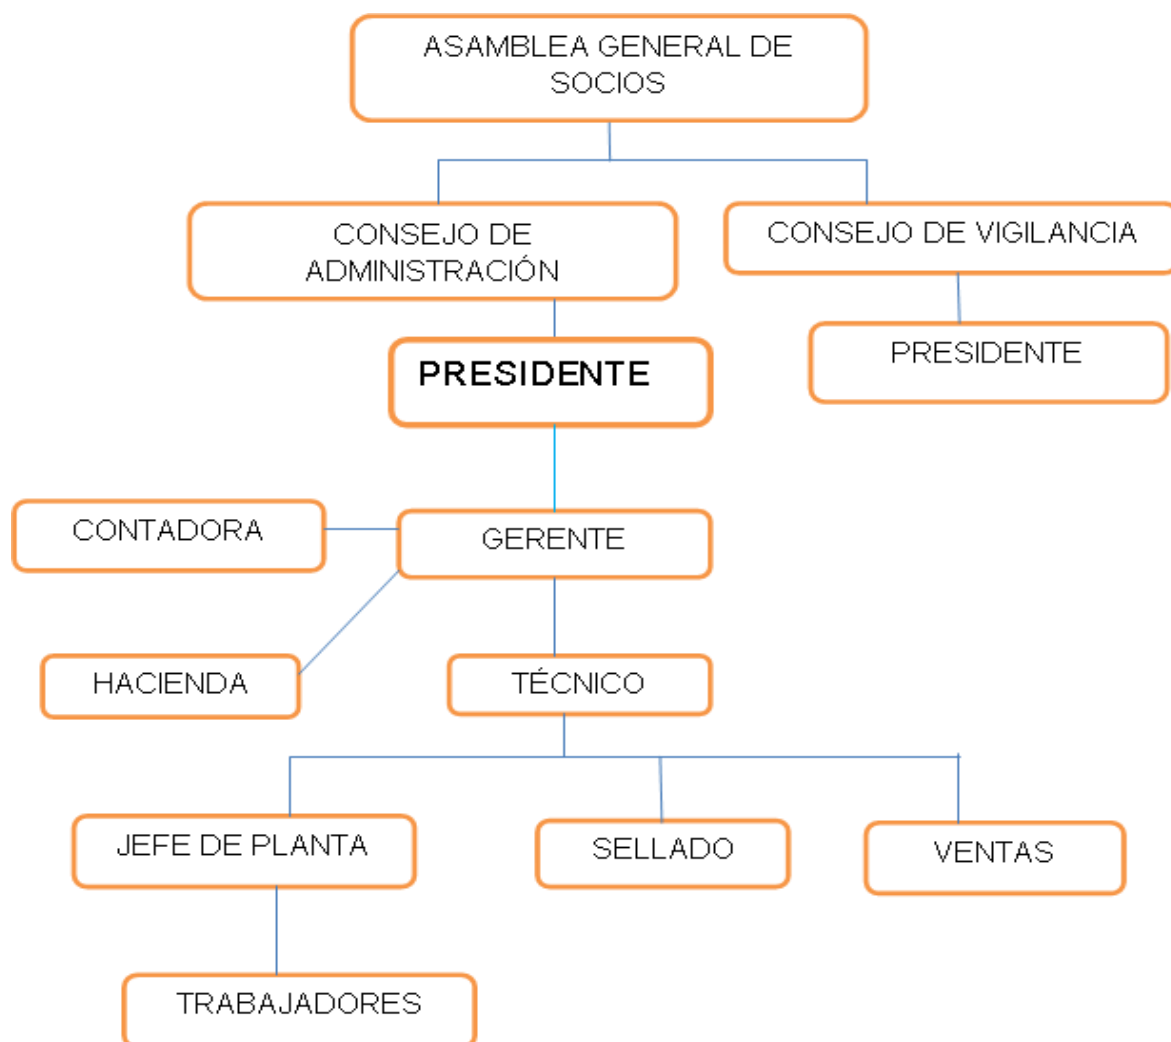 ASAMBLEA GENERAL DE
SOCIOS
CONSEJO DE
ADMINISTRACIÓN
CONSEJO DE VIGILANCIA
PRESIDENTE
PRESIDENTE
CONTADORA
GERENTE
HACIENDA
TÉCNICO
JEFE DE PLANTA
SELLADO
VENTAS
TRABAJADORES